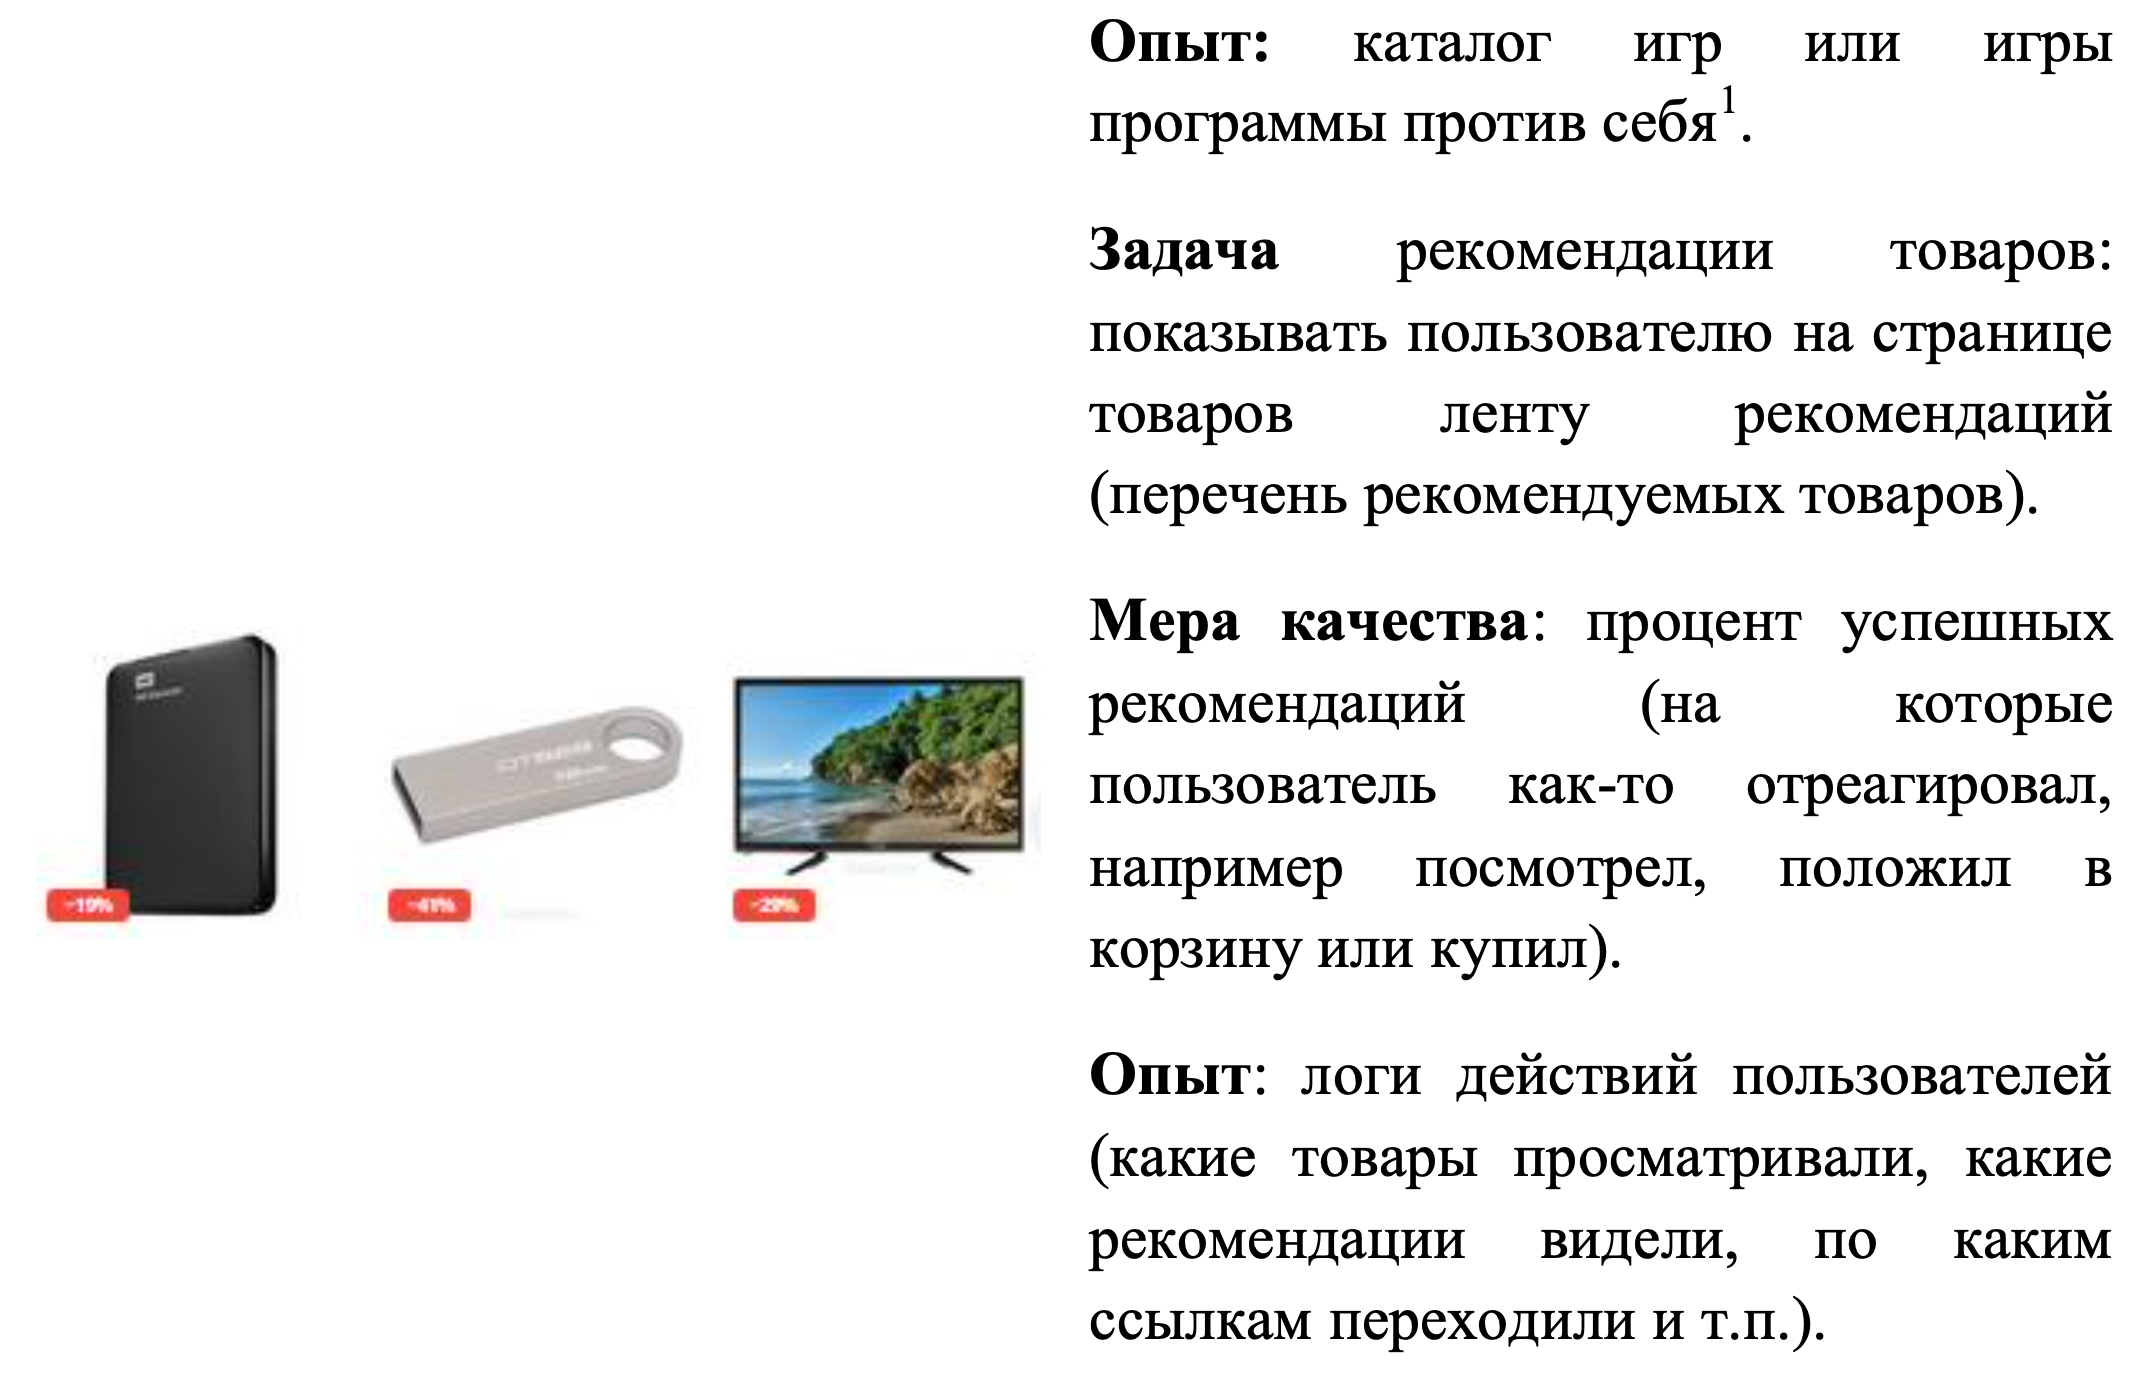 Опыт: каталог игр или игры
программы против себя¹.
Задача рекомендации товаров:
показывать пользователю на странице
товаров ленту рекомендаций
(перечень рекомендуемых товаров).
Мера качества: процент успешных
рекомендаций (на которые
пользователь как-то отреагировал,
например посмотрел, положил в
корзину или купил).
Опыт: логи действий пользователей
(какие товары просматривали, какие
рекомендации видели, по каким
ссылкам переходили и т.п.).
-19%
-41%
-29%